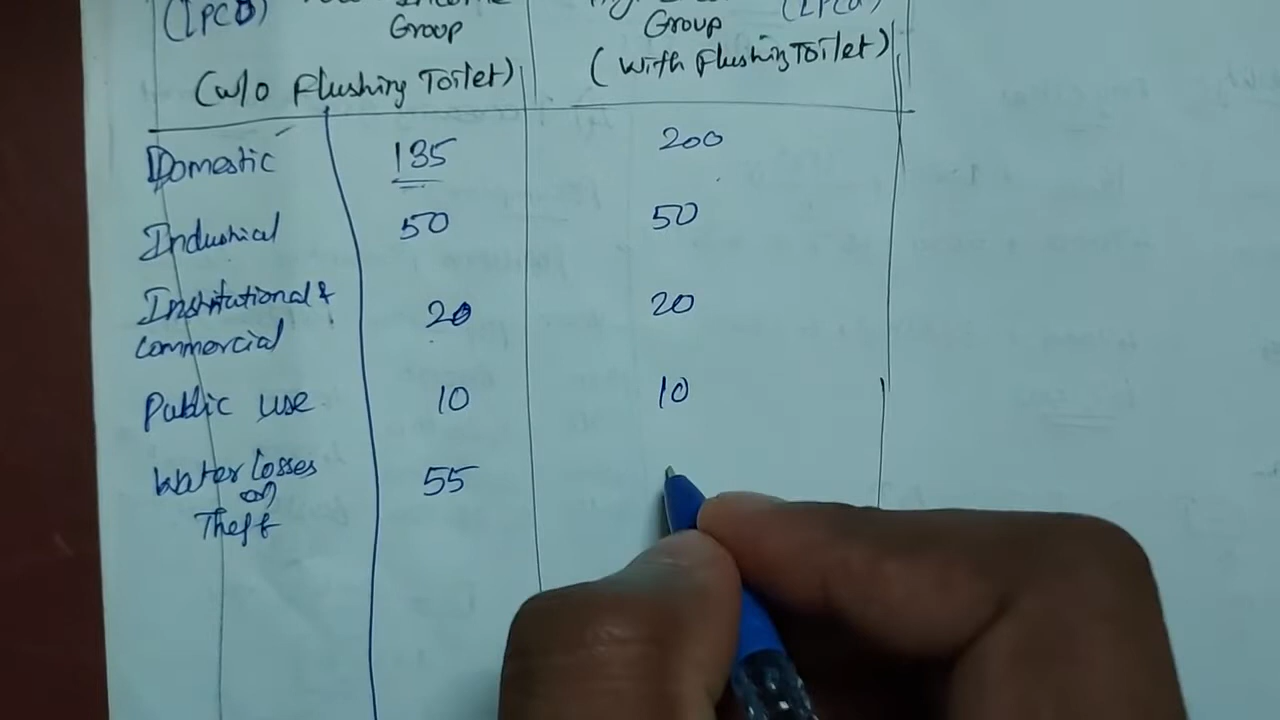 (LPCD) Income (LPCD)
Group Group
(w/o Flushing Toilet) (With Flushing Toilet)
Domestic 135 200
Industrial 50 50
Institutional &
commercial 20 20
Public use 10 10
Water losses 55
or
Theft